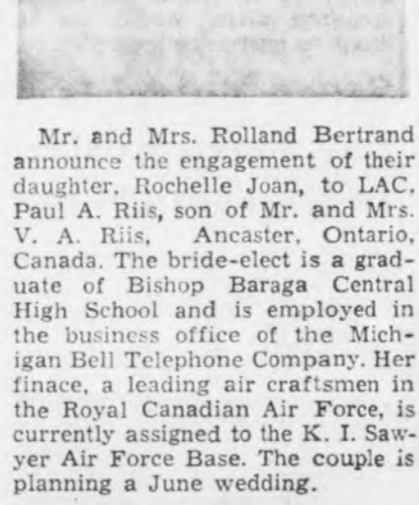 Mr. and Mrs. Rolland Bertrand
announce the engagement of their
daughter, Rochelle Joan, to LAC,
Paul A. Riis, son of Mr. and Mrs.
V. A. Riis, Ancaster, Ontario,
Canada. The bride-elect is a grad-
uate of Bishop Baraga Central
High School and is employed in
the business office of the Mich-
igan Bell Telephone Company. Her
finace, a leading air craftsmen in
the Royal Canadian Air Force, is
currently assigned to the K. I. Saw-
yer Air Force Base. The couple is
planning a June wedding.